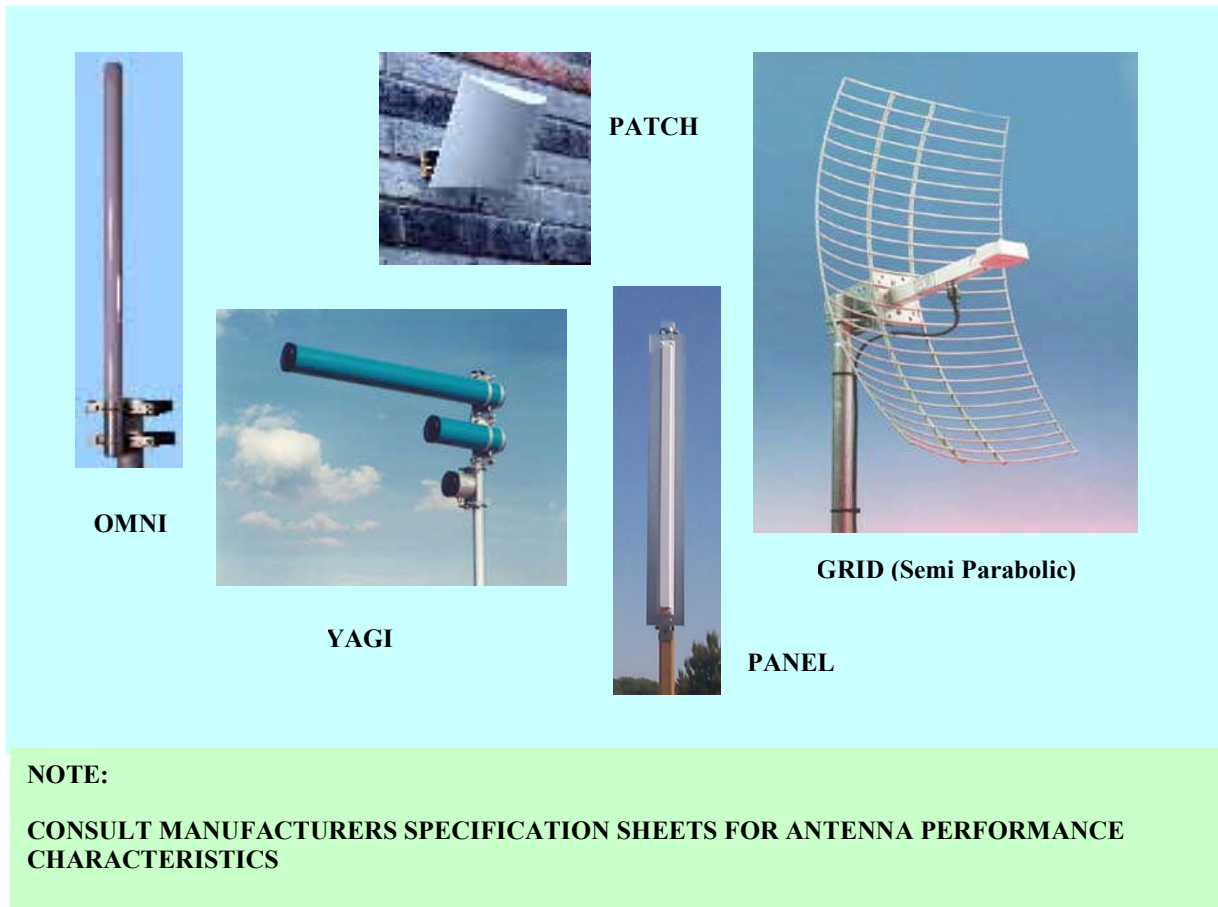 PATCH
OMNI
GRID (Semi Parabolic)
YAGI
PANEL
NOTE:
CONSULT MANUFACTURERS SPECIFICATION SHEETS FOR ANTENNA PERFORMANCE
CHARACTERISTICS